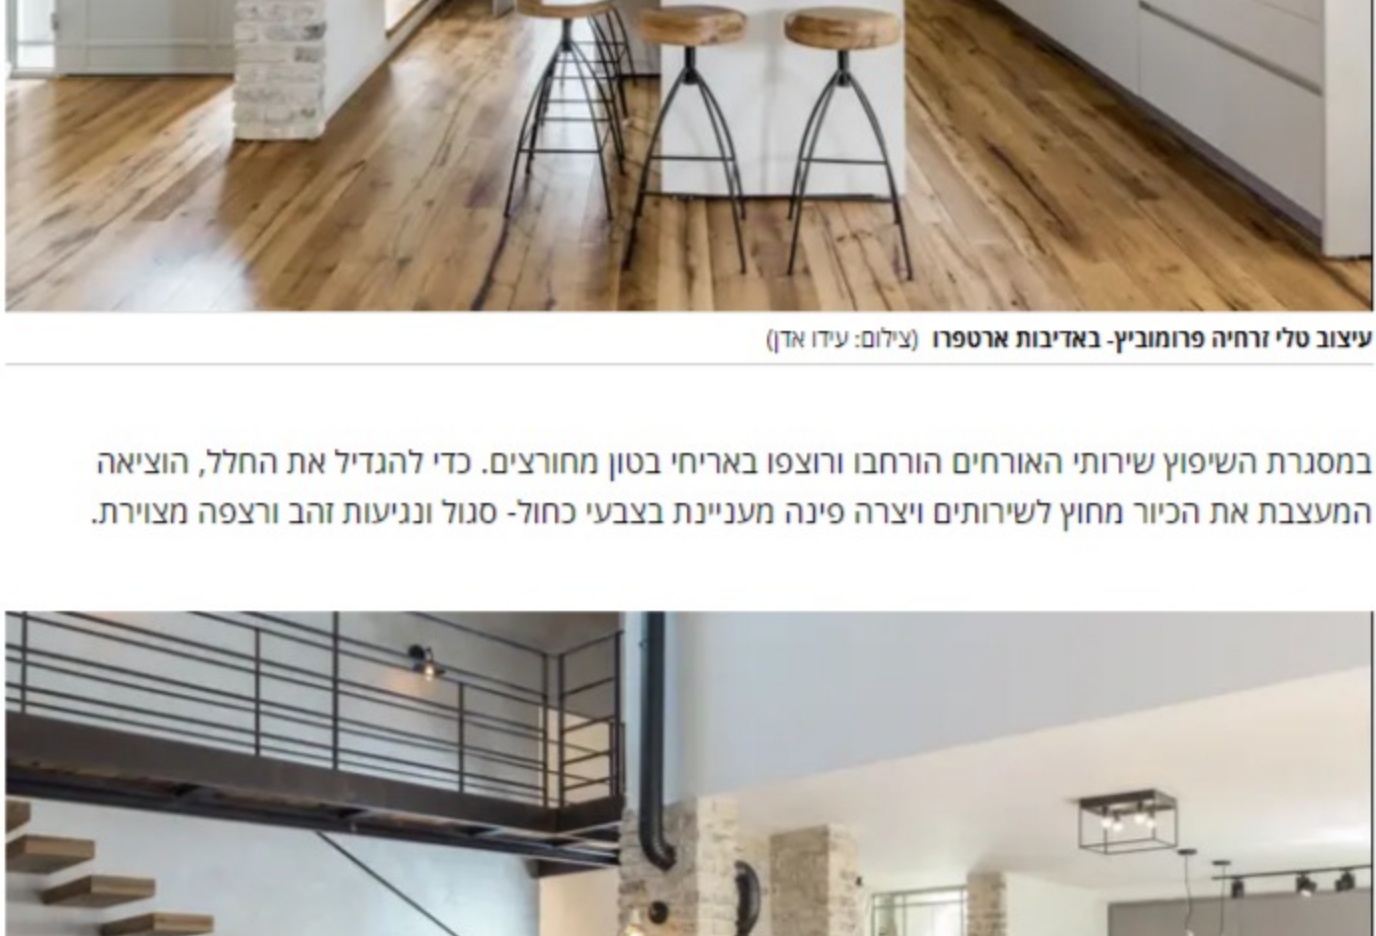 עיצוב טלי זרחיה פרומוביץ- באדיבות ארטפרו (צילום: עידו אדן)
במסגרת השיפוץ שירותי האורחים הורחבו ורוצפו באריחי בטון מחורצים. כדי להגדיל את החלל, הוציאה
המעצבת את הכיור מחוץ לשירותים ויצרה פינה מעניינת בצבעי כחול- סגול ונגיעות זהב ורצפה מצוירת.